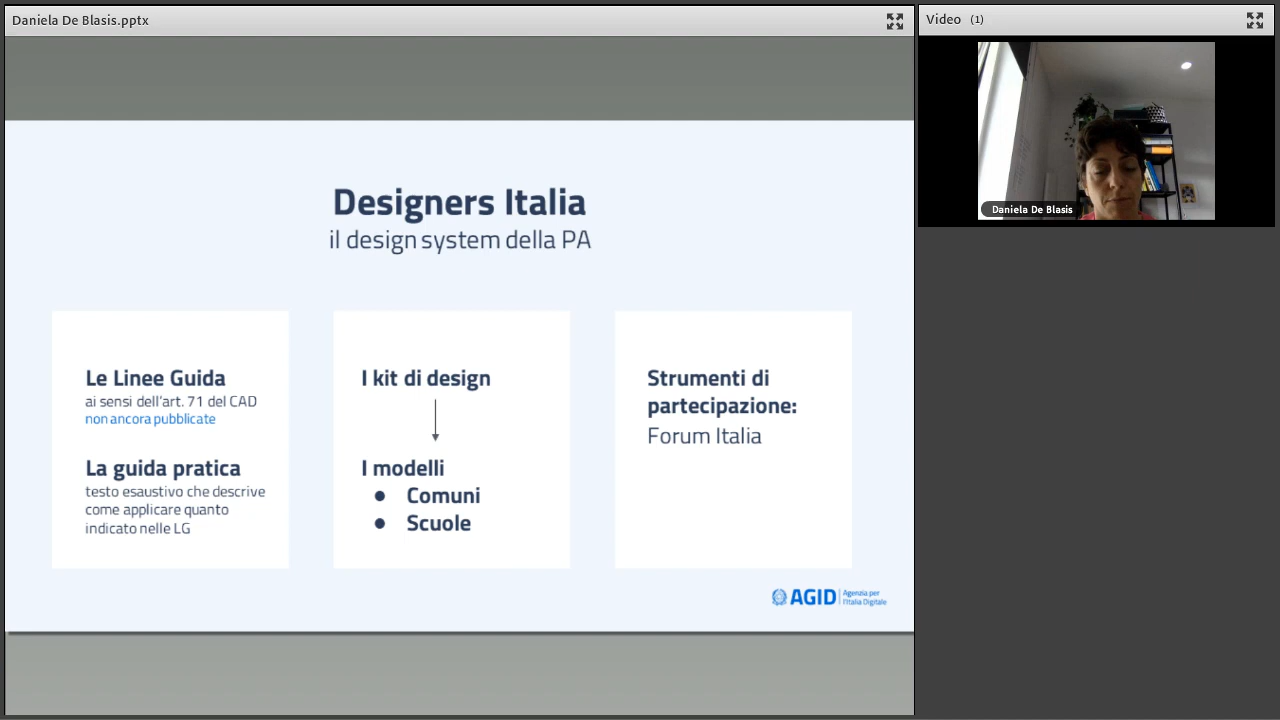 Daniela De Blasis.pptx
Video (1)
Daniela De Blasis
Designers Italia
il design system della PA
Le Linee Guida
ai sensi dell'art. 71 del CAD
non ancora pubblicate
La guida pratica
testo esaustivo che descrive
come applicare quanto
indicato nelle LG
I kit di design
I modelli
● Comuni
● Scuole
Strumenti di
partecipazione:
Forum Italia
AGID
Agenzia per
l'Italia Digitale